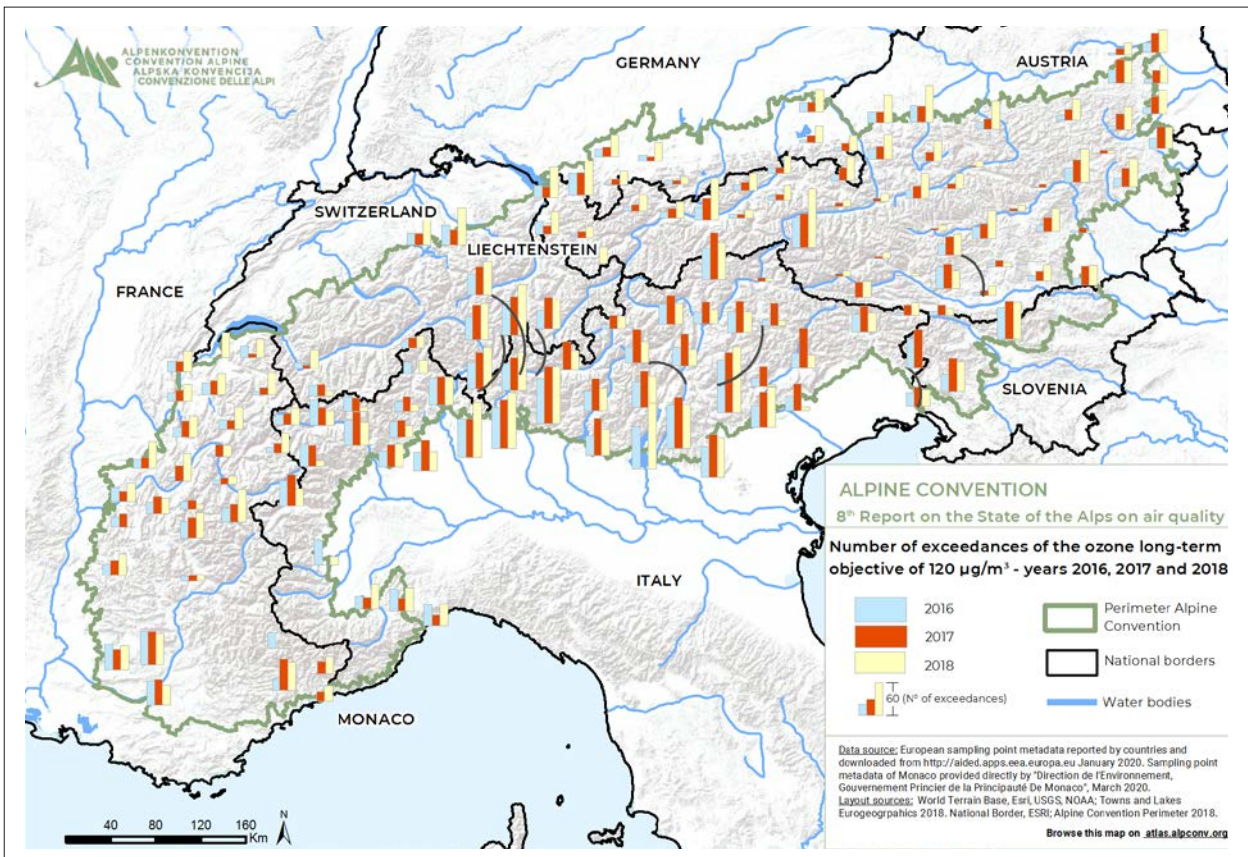 ALPENKONVENTION
CONVENTION ALPINE
ALPSKA KONVENCIJA
CONVENZIONE DELLE ALPI
GERMANY
AUSTRIA
SWITZERLAND
LIECHTENSTEIN
FRANCE
SLOVENIA
ITALY
MONACO
ALPINE CONVENTION
8th Report on the State of the Alps on air quality
Number of exceedances of the ozone long-term
objective of 120 µg/m³ - years 2016, 2017 and 2018
2016
2017
2018
60 (N° of exceedances)
Perimeter Alpine
Convention
National borders
Water bodies
Data source: European sampling point metadata reported by countries and
downloaded from http://aided.apps.eea.europa.eu January 2020. Sampling point
metadata of Monaco provided directly by "Direction de l'Environnement,
Gouvernement Princier de la Principauté De Monaco", March 2020.
Layout sources: World Terrain Base, Esri, USGS, NOAA; Towns and Lakes
Eurogeorpahics 2018. National Border, ESRI; Alpine Convention Perimeter 2018.
Browse this map on atlas.alpconv.org
40 80 120 160
Km
N